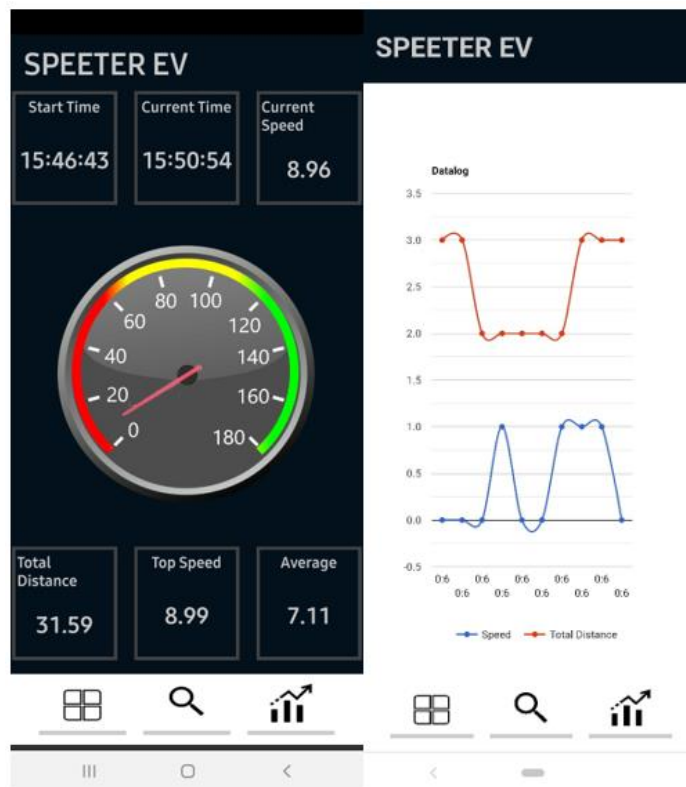 SPEETER EV
Start Time
15:46:43
Current Time
15:50:54
Current
Speed
8.96
0
20
40
60
80
100
120
140
160
180
Total
Distance
31.59
Top Speed
8.99
Average
7.11
SPEETER EV
Datalog
3.5
3.0
2.5
2.0
1.5
1.0
0.5
0.0
-0.5
0:6 0:6 0:6 0:6 0:6
0:6 0:6 0:6 0:6 0:6
Speed Total Distance